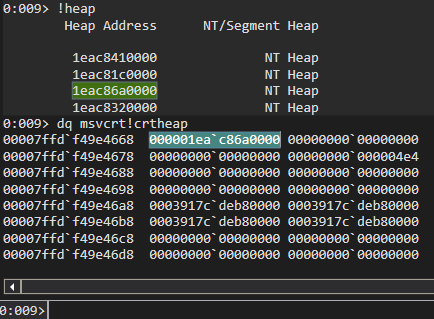 0:009> !heap
Heap Address NT/Segment Heap
1eac8410000 NT Heap
1eac81c0000 NT Heap
1eac86a0000 NT Heap
1eac8320000 NT Heap
0:009> dq msvcrt!crtheap
00007ffd`f49e4668 000001ea`c86a0000 00000000`00000000
00007ffd`f49e4678 00000000`00000000 00000000`000004e4
00007ffd`f49e4688 00000000`00000000 00000000`00000000
00007ffd`f49e4698 00000000`00000000 00000000`00000000
00007ffd`f49e46a8 0003917c`deb80000 0003917c`deb80000
00007ffd`f49e46b8 0003917c`deb80000 0003917c`deb80000
00007ffd`f49e46c8 00000000`00000000 00000000`00000000
00007ffd`f49e46d8 00000000`00000000 00000000`00000000
0:009>